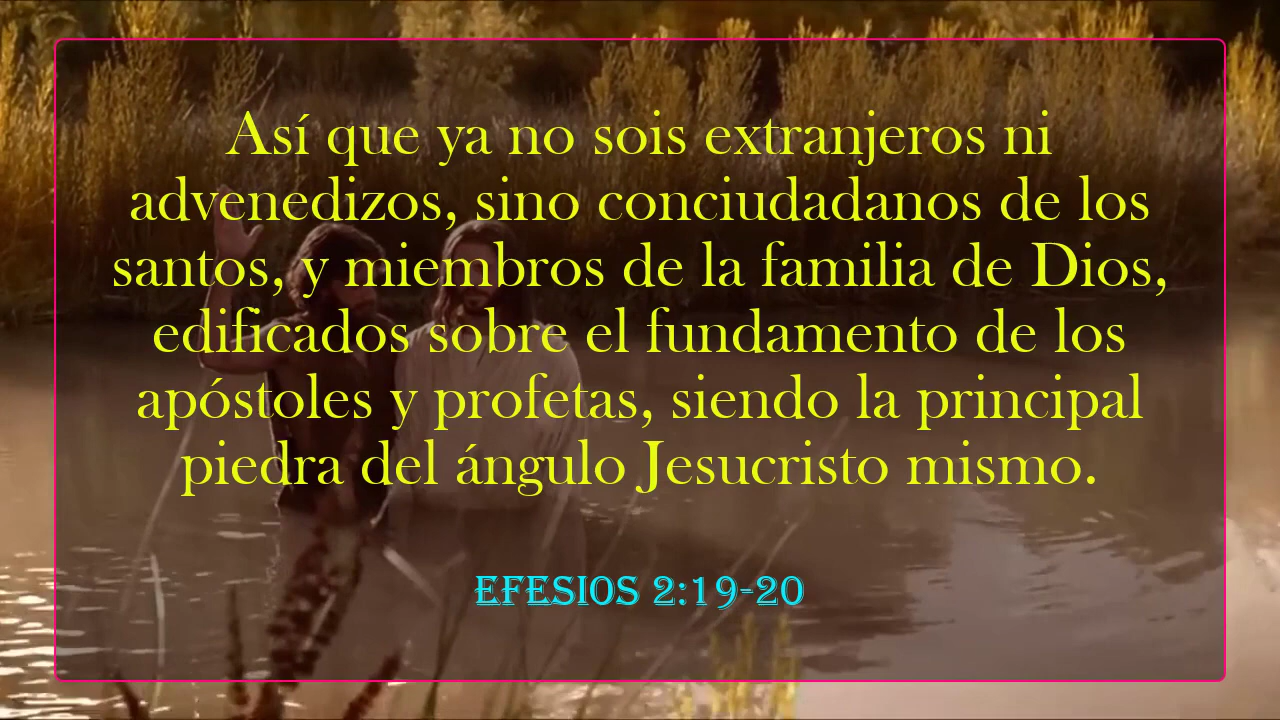 Así que ya no sois extranjeros ni
advenedizos, sino conciudadanos de los
santos, y miembros de la familia de Dios,
edificados sobre el fundamento de los
apóstoles y profetas, siendo la principal
piedra del ángulo Jesucristo mismo.
EFESIOS 2:19-20